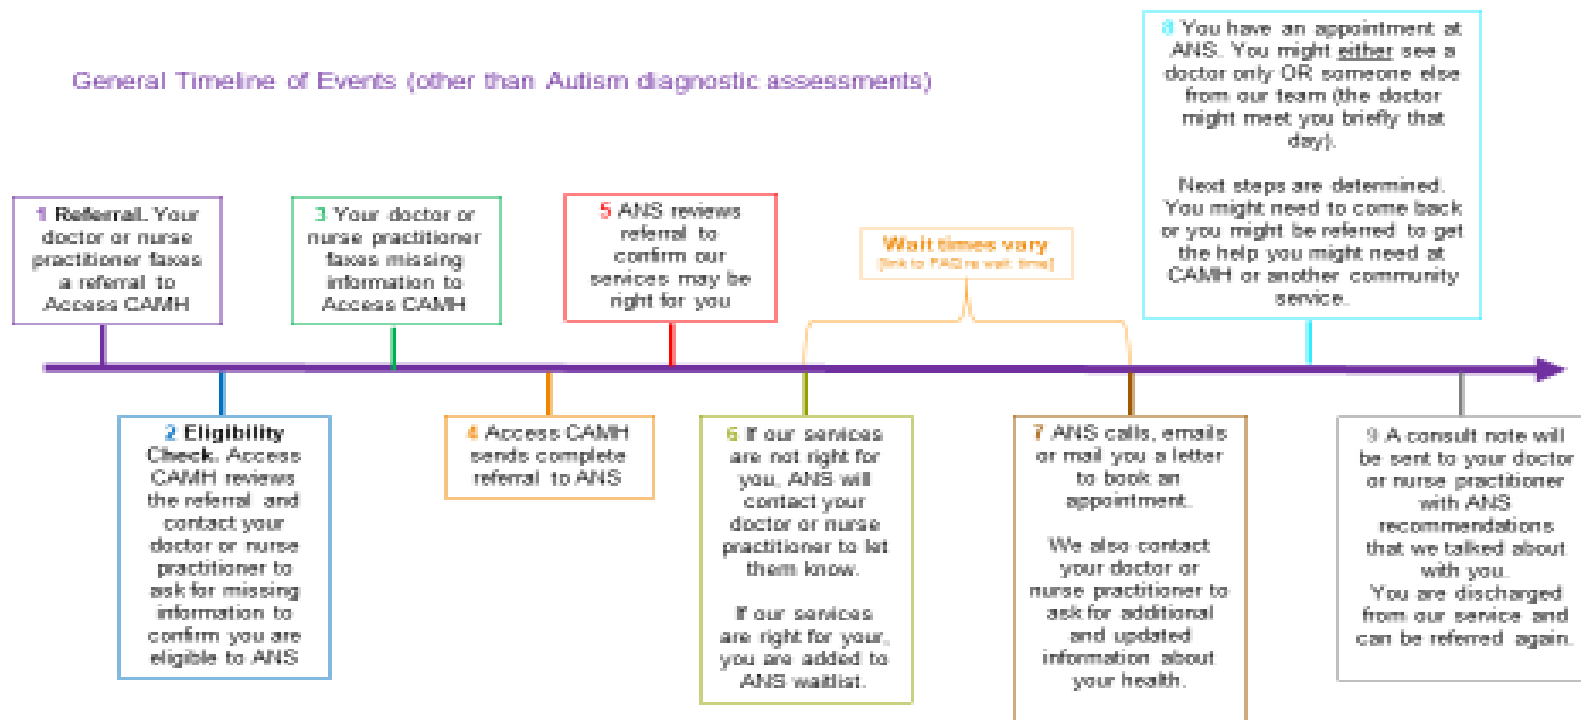 General Timeline of Events (other than Autism diagnostic assessments)
1 Referral. Your
doctor or nurse
practitioner faxes
a referral to
Access CAMH
2 Eligibility
Check. Access
CAMH reviews
the referral and
contact your
doctor or nurse
practitioner to
ask for missing
information to
confirm you are
eligible to ANS
3 Your doctor or
nurse practitioner
faxes missing
information to
Access CAMH
4 Access CAMH
sends complete
referral to ANS
5 ANS reviews
referral to
confirm our
services may be
right for you
6 If our services
are not right for
you, ANS will
contact your
doctor or nurse
practitioner to let
them know.
If our services
are right for your,
you are added to
ANS waitlist.
Wait times vary
[link to FAQ re wait time]
7 ANS calls, emails
or mail you a letter
to book an
appointment.
We also contact
your doctor or
nurse practitioner to
ask for additional
and updated
information about
your health.
8 You have an appointment at
ANS. You might either see a
doctor only OR someone else
from our team (the doctor
might meet you briefly that
day).
Next steps are determined.
You might need to come back
or you might be referred to get
the help you might need at
CAMH or another community
service.
9 A consult note will
be sent to your doctor
or nurse practitioner
with ANS
recommendations
that we talked about
with you.
You are discharged
from our service and
can be referred again.